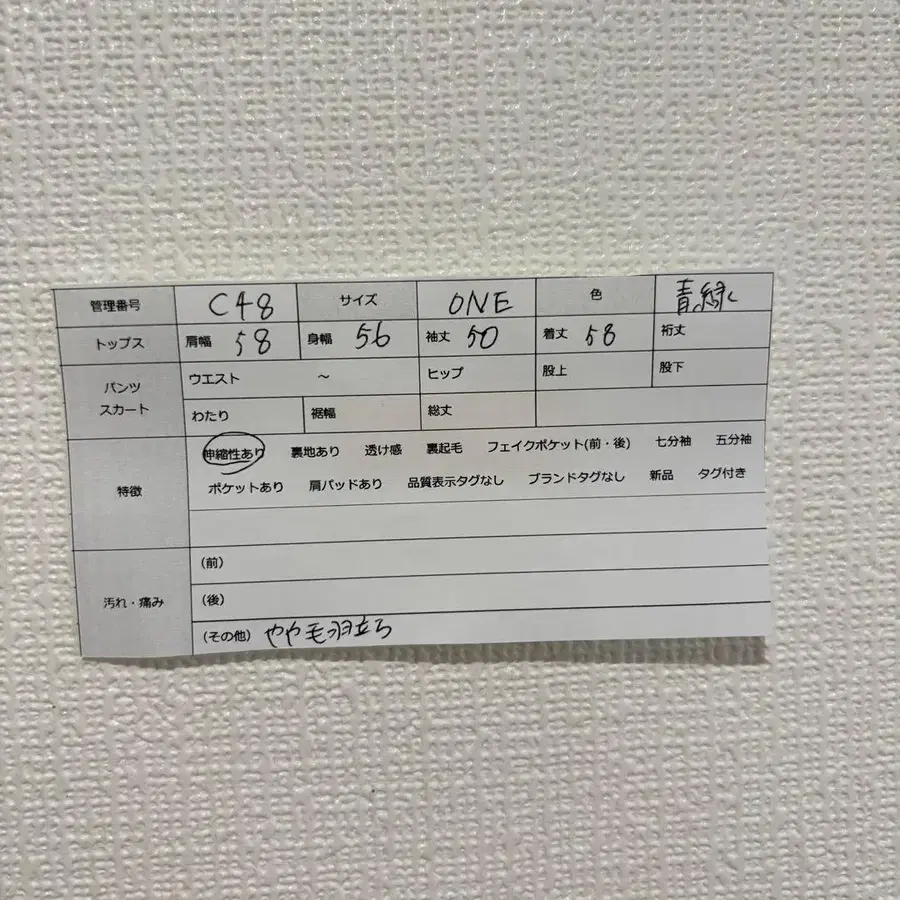 管理番号 C48 サイズ ONE 色 青緑
トップス 肩幅 58 身幅 56 袖丈 50 着丈 58 裄丈
パンツ スカート ウエスト ~ ヒップ 股上 股下
わたり 裾幅 総丈
特徴 伸縮性あり 裏地あり 透け感 裏起毛 フェイクポケット(前・後) 七分袖 五分袖
ポケットあり 肩パッドあり 品質表示タグなし ブランドタグなし 新品 タグ付き
汚れ・痛み (前)
(後)
(その他) やや毛羽立ち